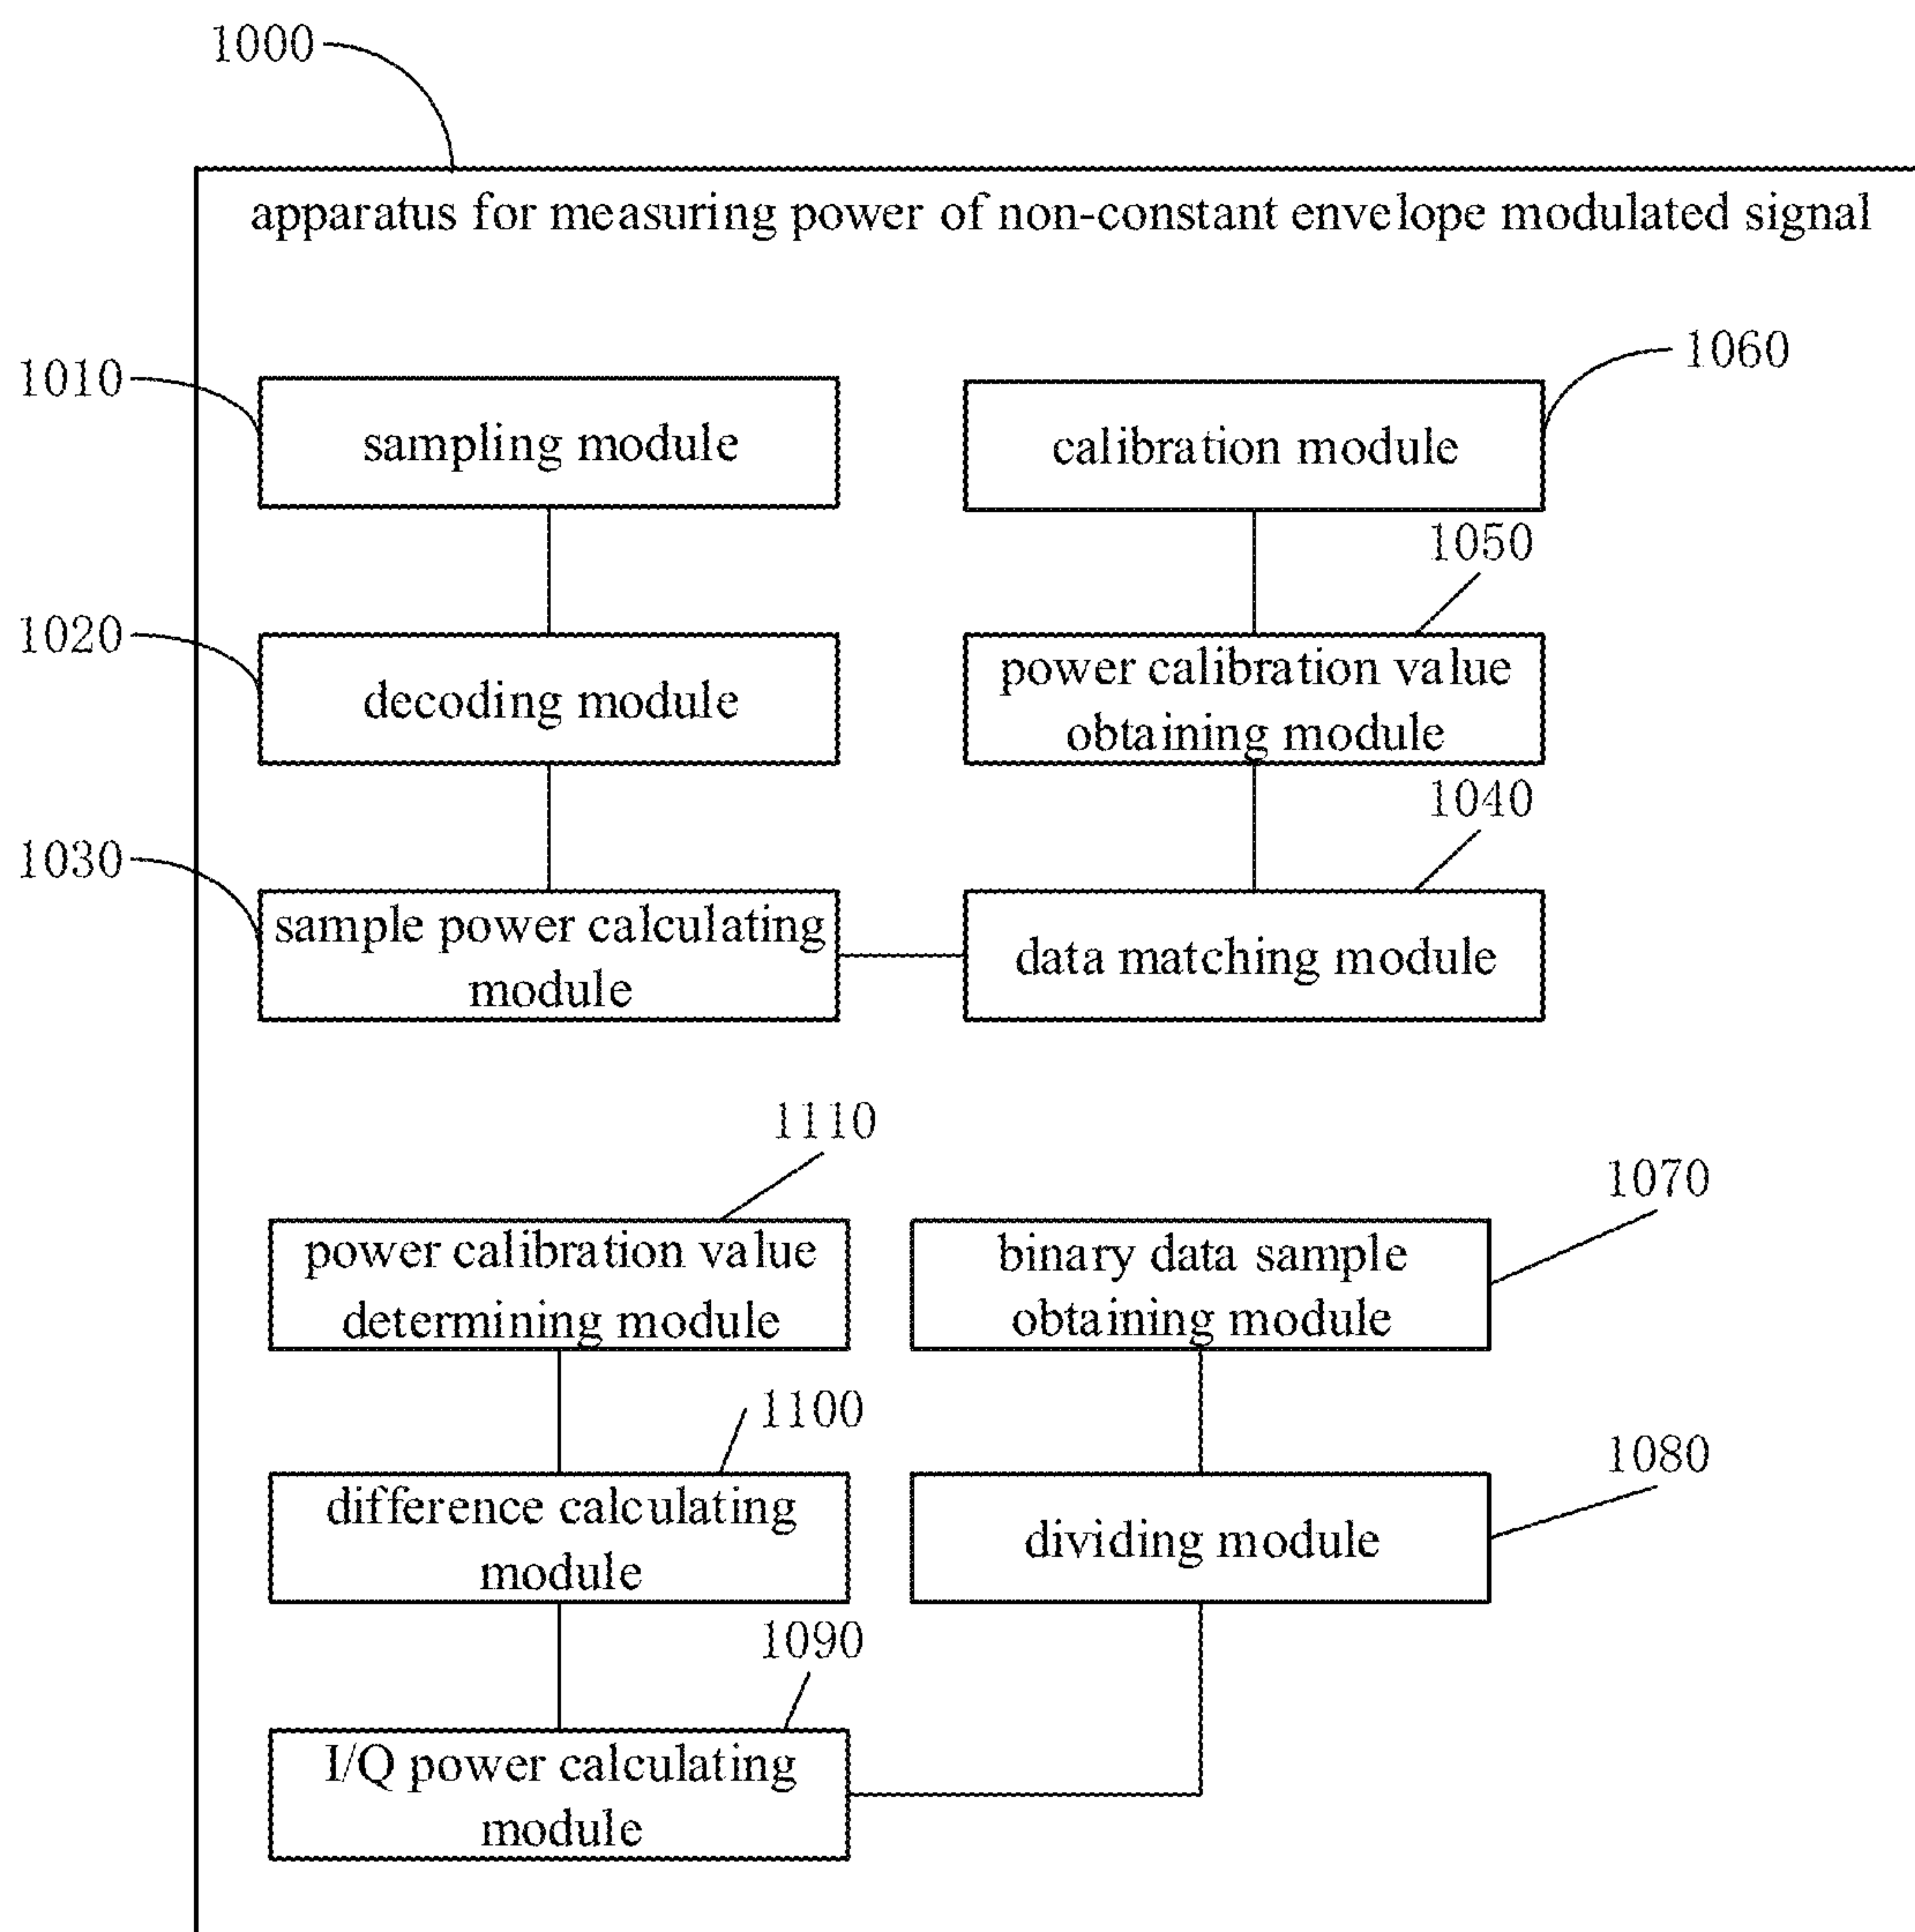 1000
apparatus for measuring power of non-constant envelope modulated signal
1010
sampling module
calibration module
1060
1050
1020
decoding module
power calibration value
obtaining module
1040
1030
sample power calculating
module
data matching module
1110
1070
power calibration value
determining module
binary data sample
obtaining module
1100
1080
difference calculating
module
dividing module
1090
I/Q power calculating
module